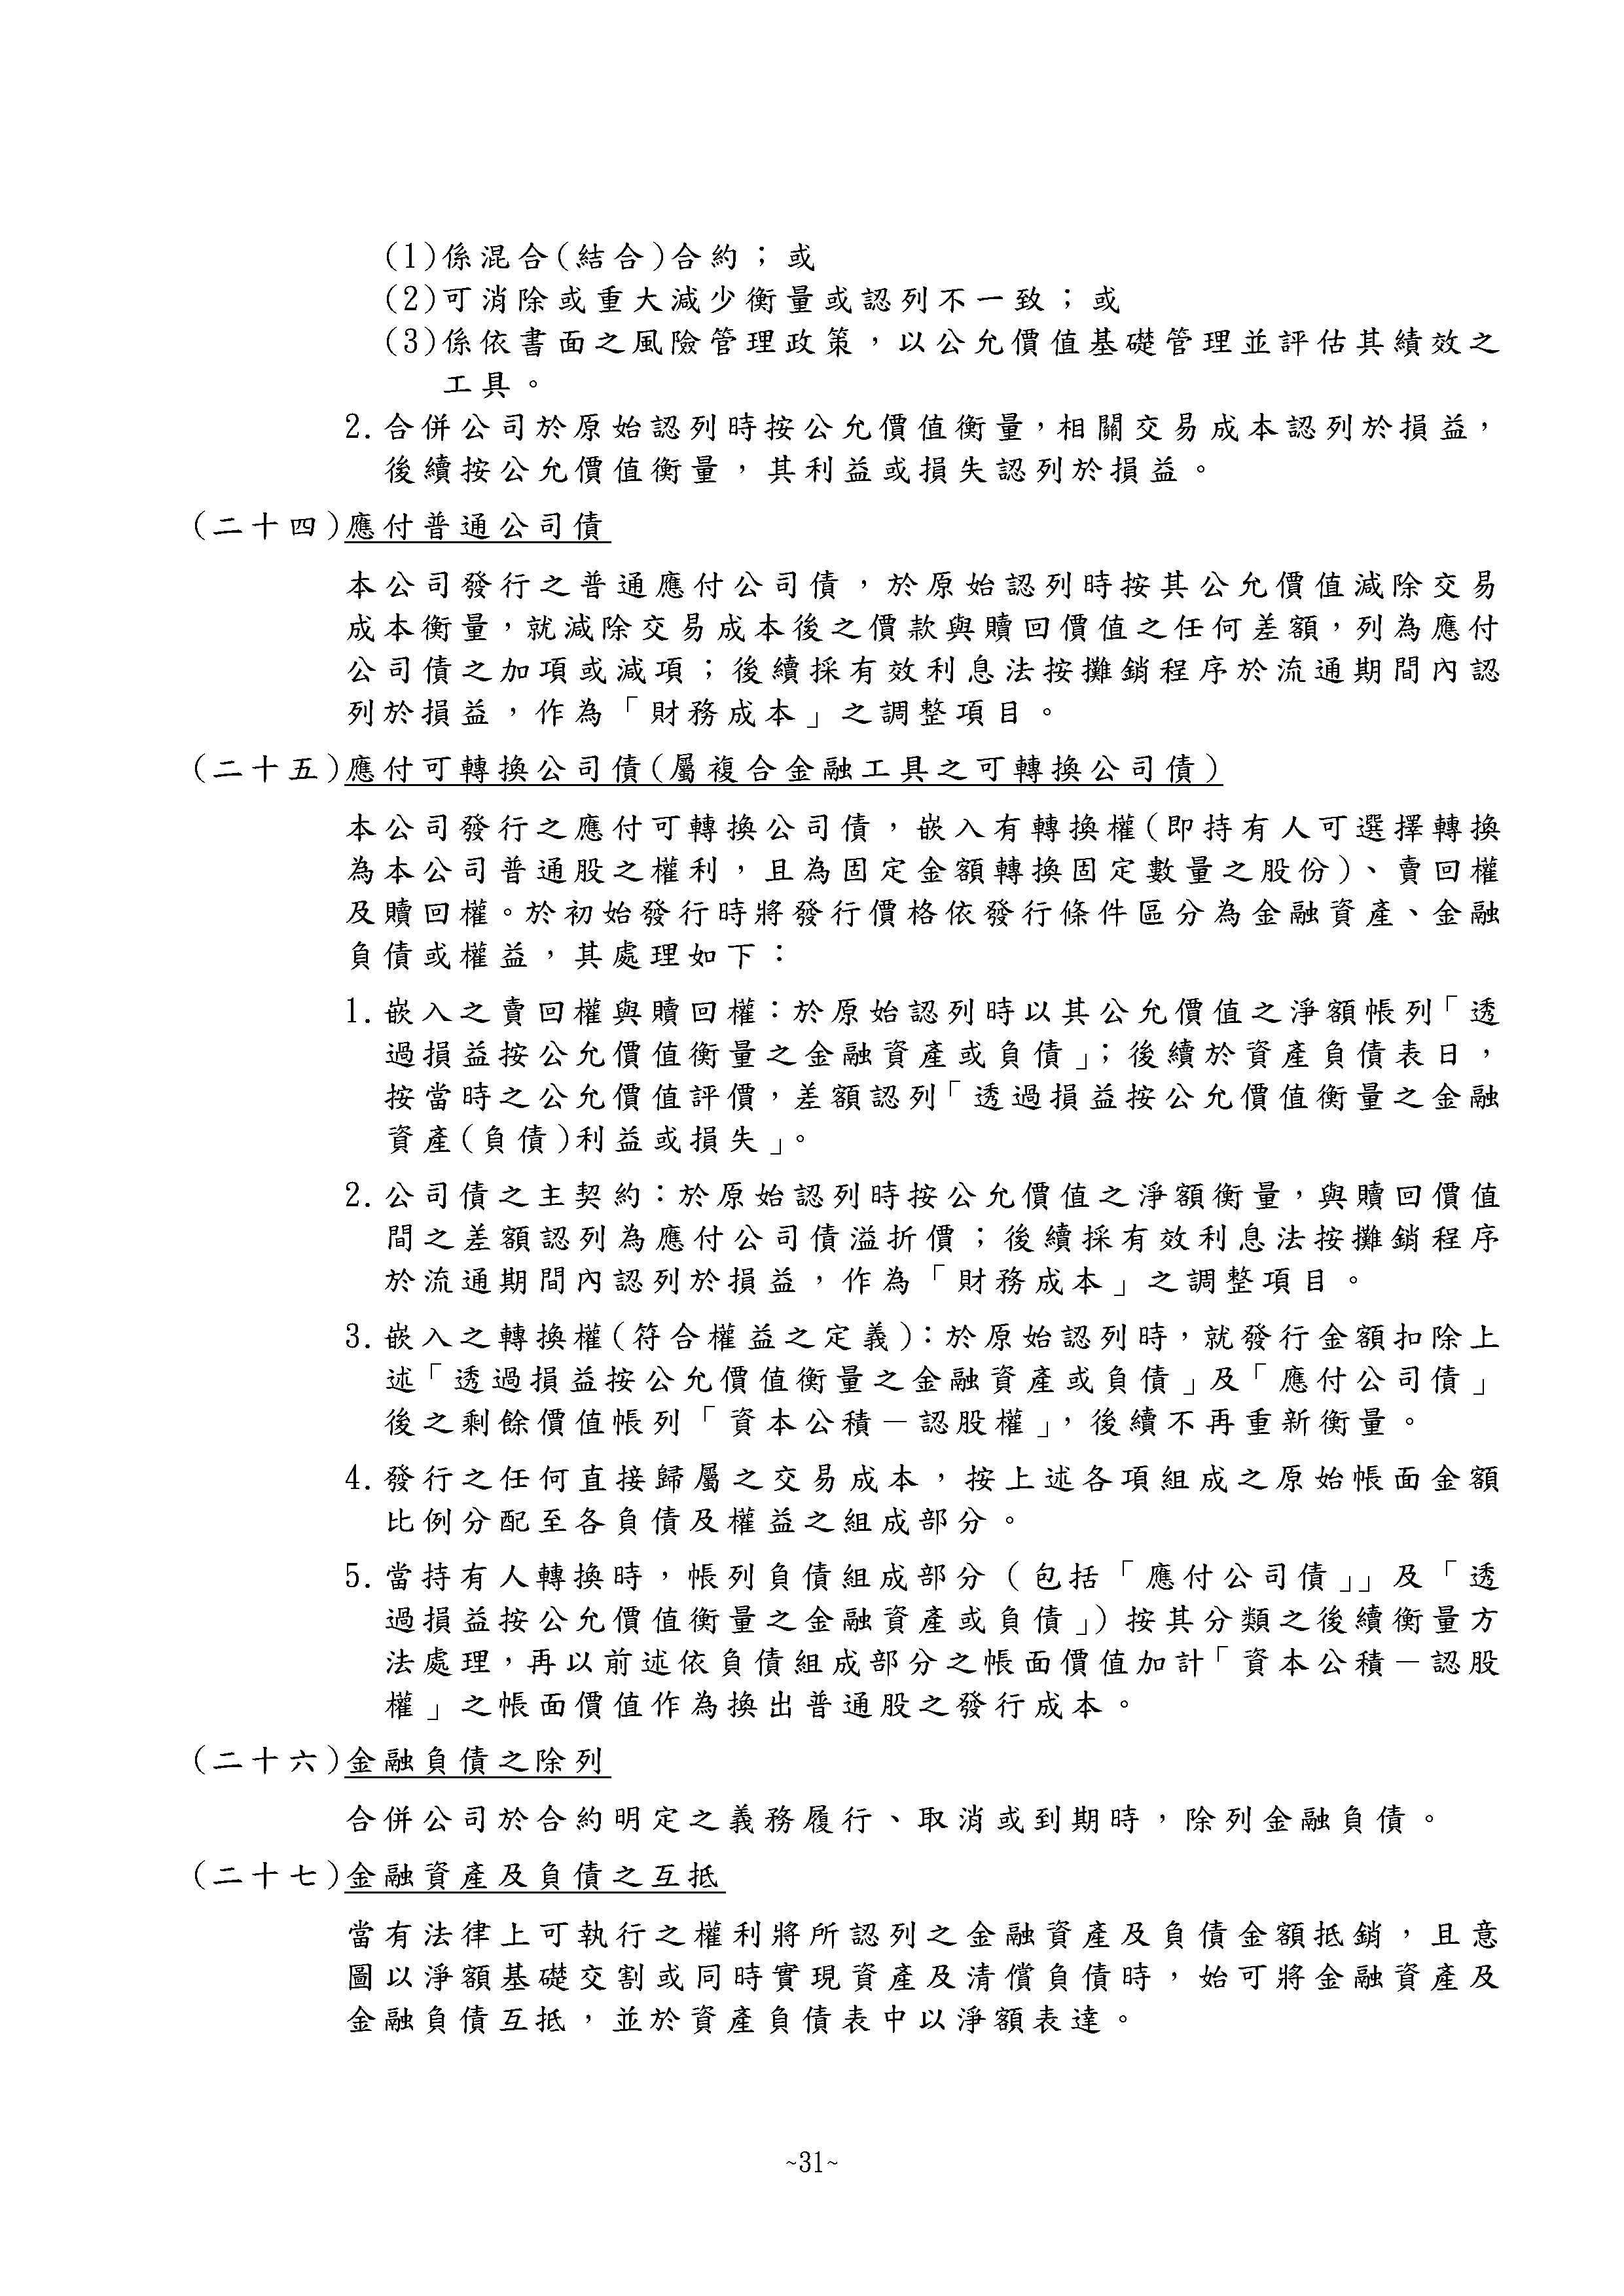 (1)係混合(結合)合約；或
(2)可消除或重大減少衡量或認列不一致；或
(3)係依書面之風險管理政策，以公允價值基礎管理並評估其績效之
工具。
2.合併公司於原始認列時按公允價值衡量，相關交易成本認列於損益，
後續按公允價值衡量，其利益或損失認列於損益。
(二十四)應付普通公司債
本公司發行之普通應付公司債，於原始認列時按其公允價值減除交易
成本衡量，就減除交易成本後之價款與贖回價值之任何差額，列為應付
公司債之加項或減項；後續採有效利息法按攤銷程序於流通期間內認
列於損益，作為「財務成本」之調整項目。
(二十五)應付可轉換公司債(屬複合金融工具之可轉換公司債)
本公司發行之應付可轉換公司債，嵌入有轉換權(即持有人可選擇轉換
為本公司普通股之權利，且為固定金額轉換固定數量之股份)、賣回權
及贖回權。於初始發行時將發行價格依發行條件區分為金融資產、金融
負債或權益，其處理如下：
1.嵌入之賣回權與贖回權：於原始認列時以其公允價值之淨額帳列「透
過損益按公允價值衡量之金融資產或負債」；後續於資產負債表日，
按當時之公允價值評價，差額認列「透過損益按公允價值衡量之金融
資產(負債)利益或損失」。
2.公司債之主契約：於原始認列時按公允價值之淨額衡量，與贖回價值
間之差額認列為應付公司債溢折價；後續採有效利息法按攤銷程序
於流通期間內認列於損益，作為「財務成本」之調整項目。
3.嵌入之轉換權(符合權益之定義)：於原始認列時，就發行金額扣除上
述「透過損益按公允價值衡量之金融資產或負債」及「應付公司債」
後之剩餘價值帳列「資本公積－認股權」，後續不再重新衡量。
4.發行之任何直接歸屬之交易成本，按上述各項組成之原始帳面金額
比例分配至各負債及權益之組成部分。
5.當持有人轉換時，帳列負債組成部分（包括「應付公司債」」及「透
過損益按公允價值衡量之金融資產或負債」）按其分類之後續衡量方
法處理，再以前述依負債組成部分之帳面價值加計「資本公積－認股
權」之帳面價值作為換出普通股之發行成本。
(二十六)金融負債之除列
合併公司於合約明定之義務履行、取消或到期時，除列金融負債。
(二十七)金融資產及負債之互抵
當有法律上可執行之權利將所認列之金融資產及負債金額抵銷，且意
圖以淨額基礎交割或同時實現資產及清償負債時，始可將金融資產及
金融負債互抵，並於資產負債表中以淨額表達。
~31~